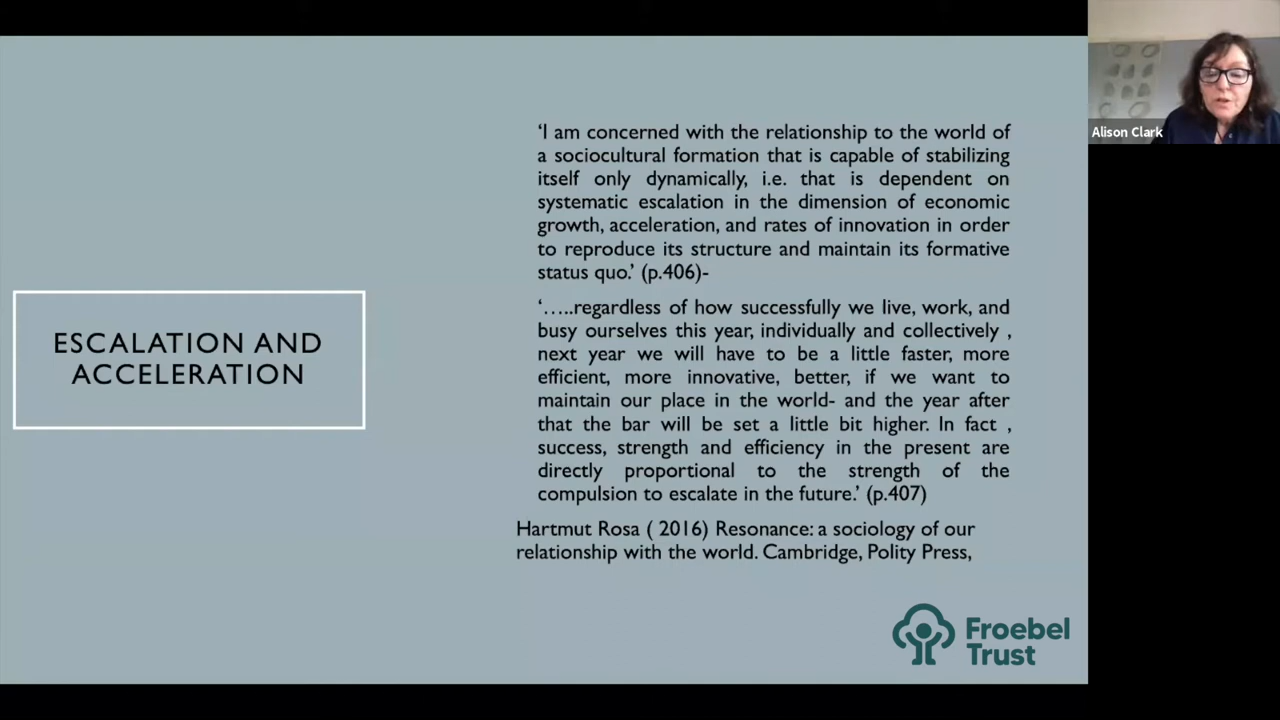 ESCALATION AND
ACCELERATION
‘I am concerned with the relationship to the world of
a sociocultural formation that is capable of stabilizing
itself only dynamically, i.e. that is dependent on
systematic escalation in the dimension of economic
growth, acceleration, and rates of innovation in order
to reproduce its structure and maintain its formative
status quo.’ (p.406)-
‘…..regardless of how successfully we live, work, and
busy ourselves this year, individually and collectively ,
next year we will have to be a little faster, more
efficient, more innovative, better, if we want to
maintain our place in the world- and the year after
that the bar will be set a little bit higher. In fact ,
success, strength and efficiency in the present are
directly proportional to the strength of the
compulsion to escalate in the future.’ (p.407)
Hartmut Rosa ( 2016) Resonance: a sociology of our
relationship with the world. Cambridge, Polity Press,
Froebel
Trust
Alison Clark